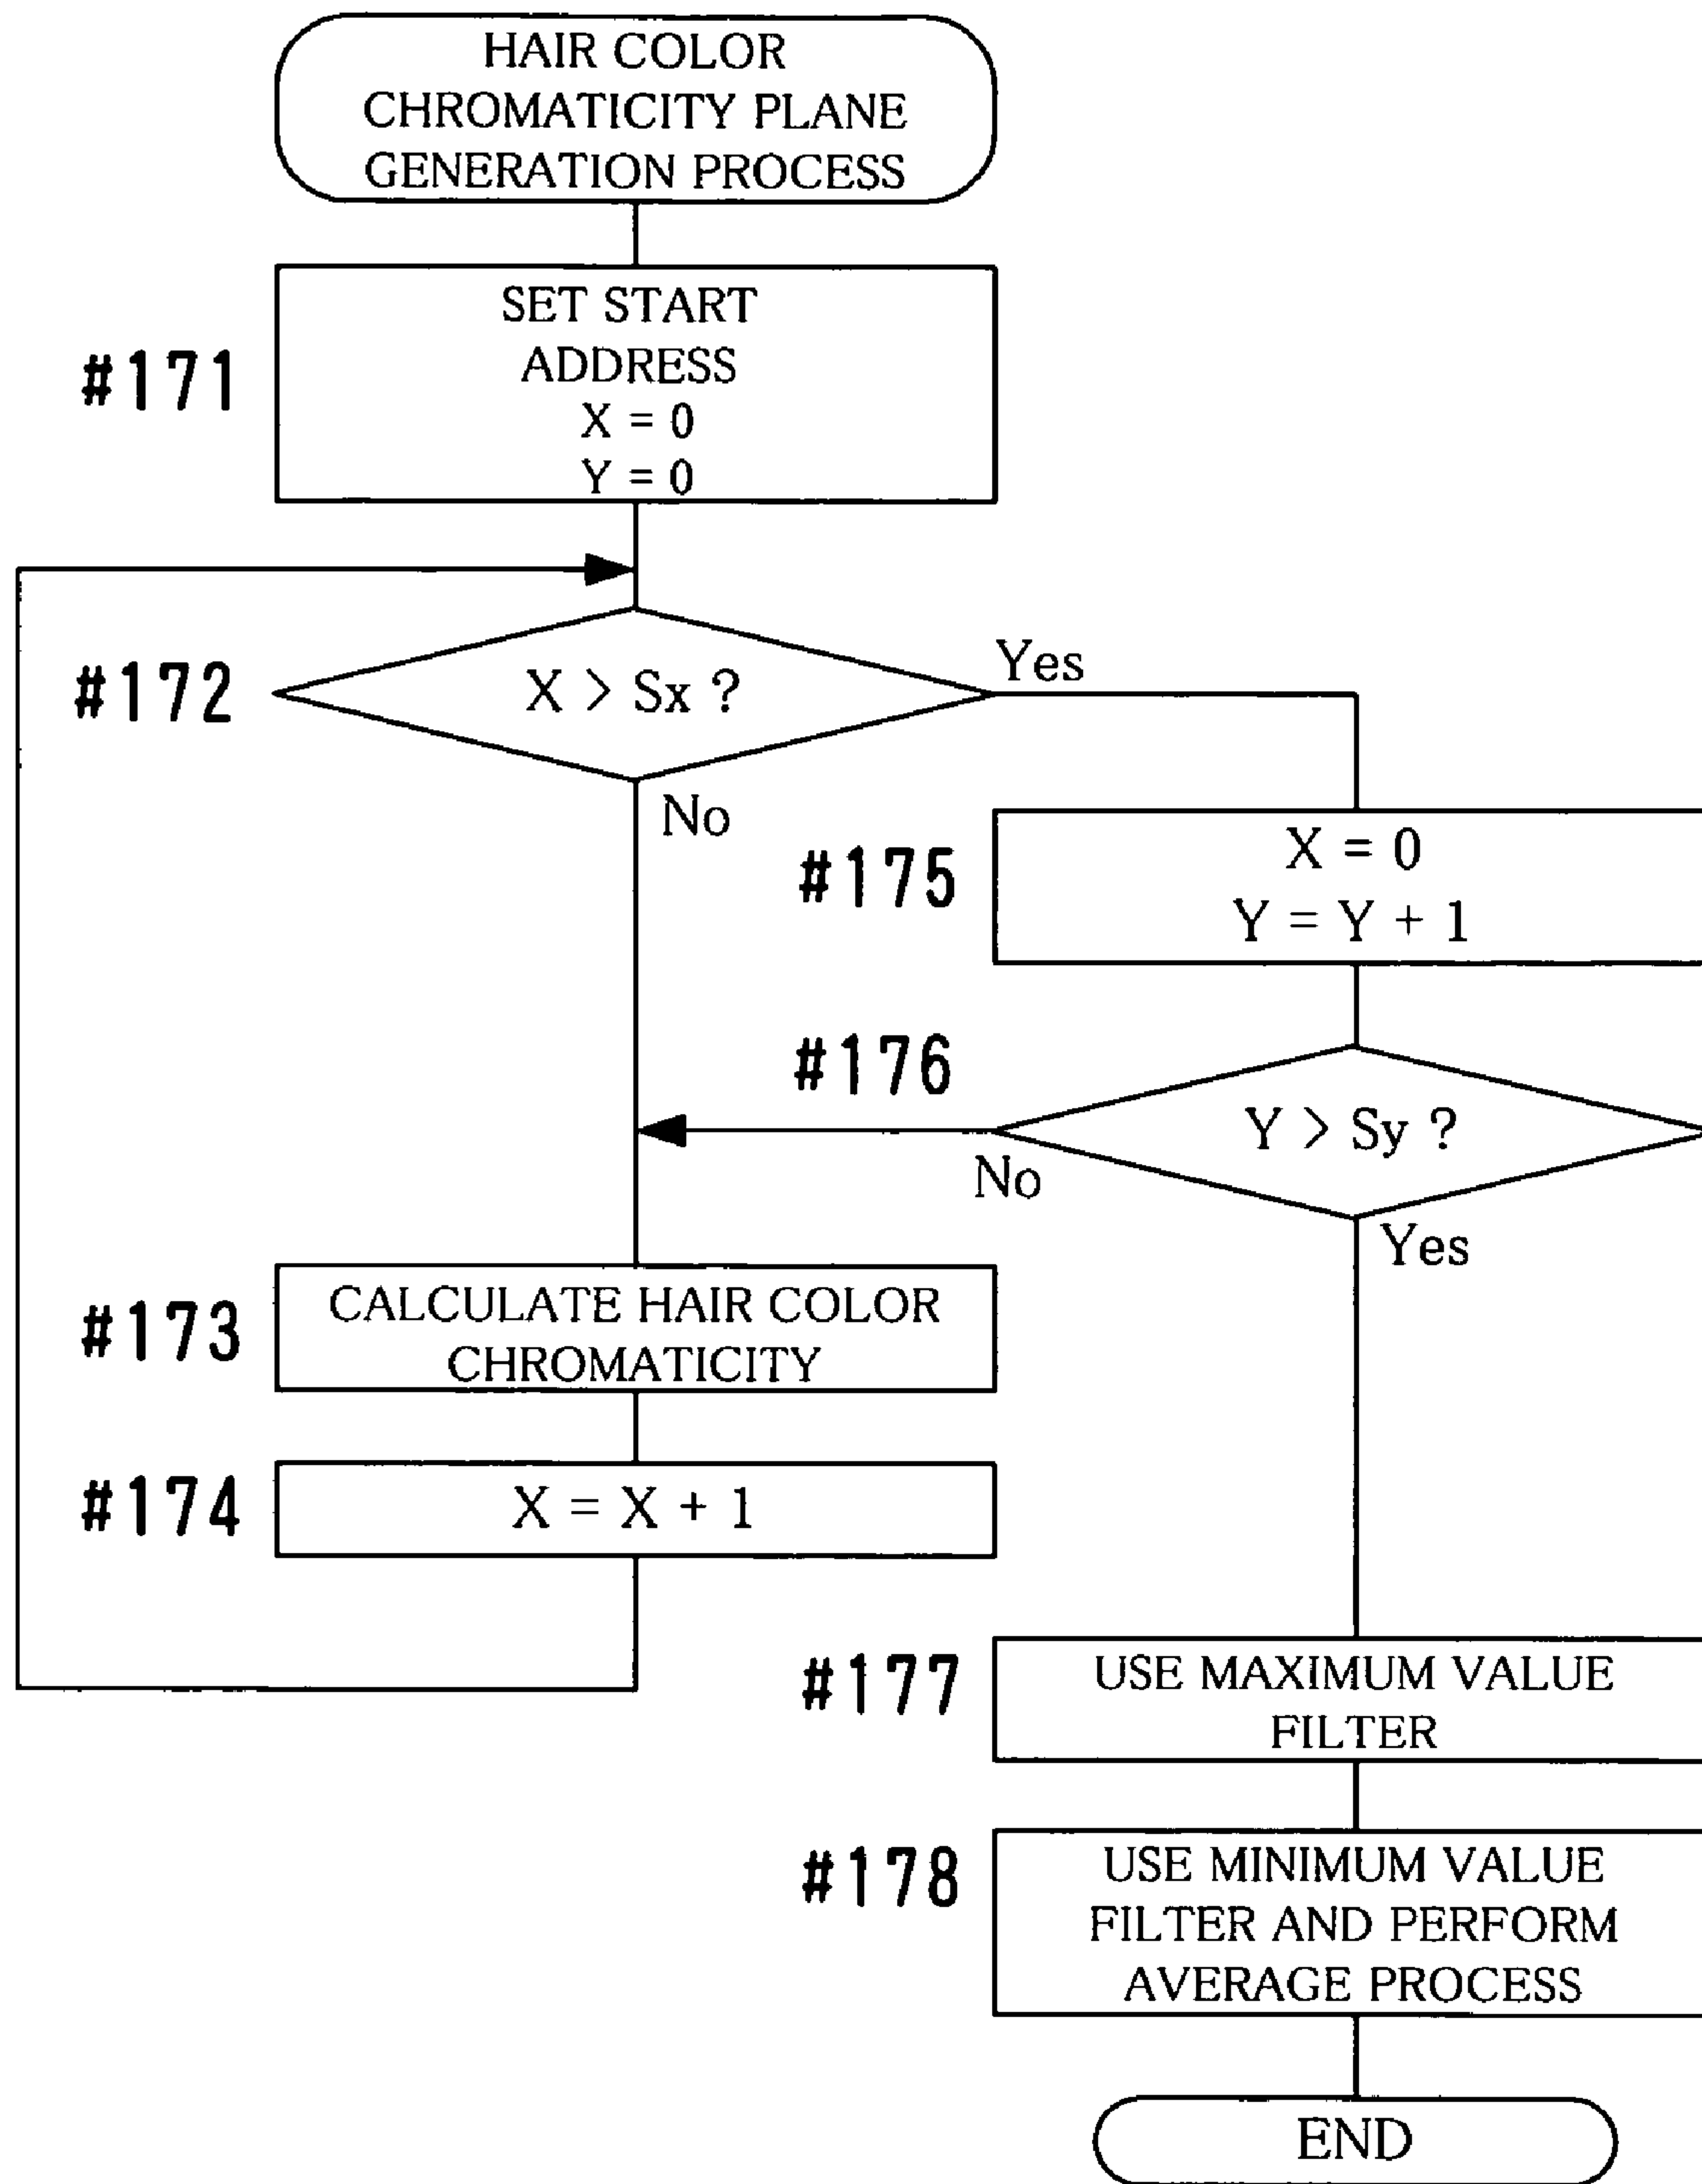 HAIR COLOR
CHROMATICITY PLANE
GENERATION PROCESS
#171
SET START
ADDRESS
X = 0
Y = 0
#172
X > Sx ?
Yes
No
#175
X = 0
Y = Y + 1
#176
Y > Sy ?
No
Yes
#173
CALCULATE HAIR COLOR
CHROMATICITY
#174
X = X + 1
#177
USE MAXIMUM VALUE
FILTER
#178
USE MINIMUM VALUE
FILTER AND PERFORM
AVERAGE PROCESS
END